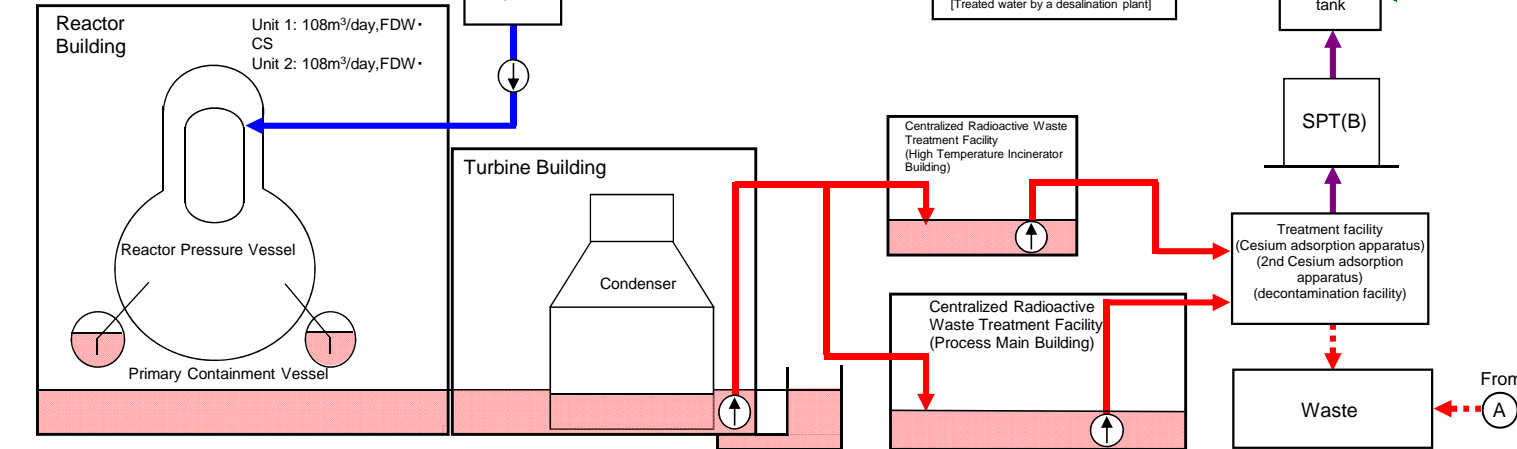 [Treated water by a desalination plant]
tank
Reactor
Building
Unit 1: 108m³/day,FDW・
CS
Unit 2: 108m³/day,FDW・
SPT(B)
Centralized Radioactive Waste
Treatment Facility
(High Temperature Incinerator
Building)
Turbine Building
Reactor Pressure Vessel
Condenser
Treatment facility
(Cesium adsorption apparatus)
(2nd Cesium adsorption
apparatus)
(decontamination facility)
Centralized Radioactive
Waste Treatment Facility
(Process Main Building)
Primary Containment Vessel
Waste
From
A